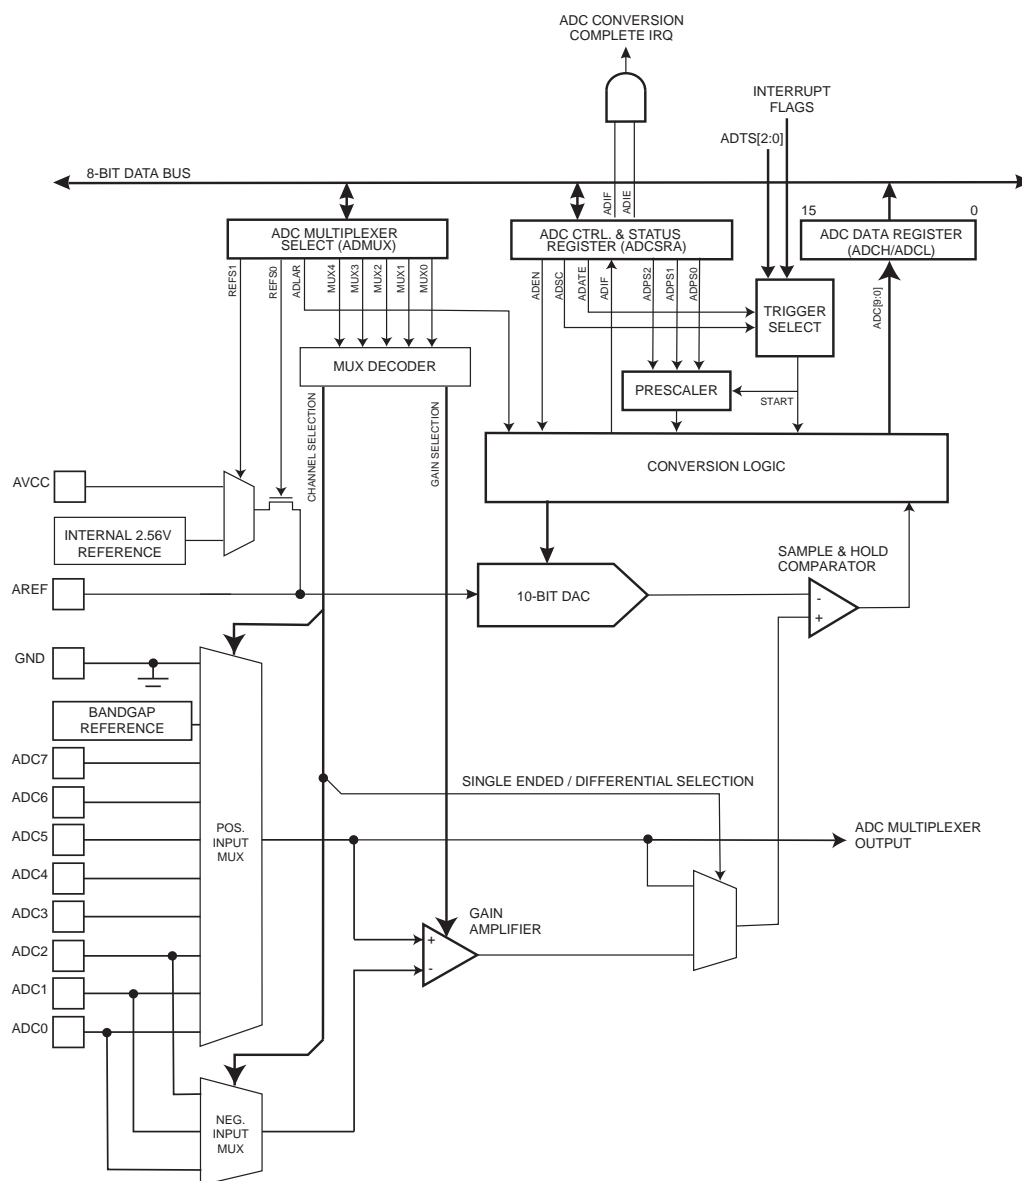 ADC CONVERSION
COMPLETE IRQ
INTERRUPT
FLAGS
ADTS[2:0]
8-BIT DATA BUS
ADIF
ADIE
15
0
ADC MULTIPLEXER
SELECT (ADMUX)
ADC CTRL. & STATUS
REGISTER (ADCSRA)
ADC DATA REGISTER
(ADCH/ADCL)
REFS1
REFS0
ADLAR
MUX4
MUX3
MUX2
MUX1
MUX0
ADEN
ADSC
ADATE
ADIF
ADPS2
ADPS1
ADPS0
ADC[9:0]
TRIGGER
SELECT
MUX DECODER
PRESCALER
START
CHANNEL SELECTION
GAIN SELECTION
CONVERSION LOGIC
AVCC
INTERNAL 2.56V
REFERENCE
SAMPLE & HOLD
COMPARATOR
AREF
10-BIT DAC
-
+
GND
BANDGAP
REFERENCE
ADC7
SINGLE ENDED / DIFFERENTIAL SELECTION
ADC6
ADC5
POS.
INPUT
MUX
ADC MULTIPLEXER
OUTPUT
ADC4
ADC3
GAIN
AMPLIFIER
+
-
ADC2
ADC1
ADC0
NEG.
INPUT
MUX